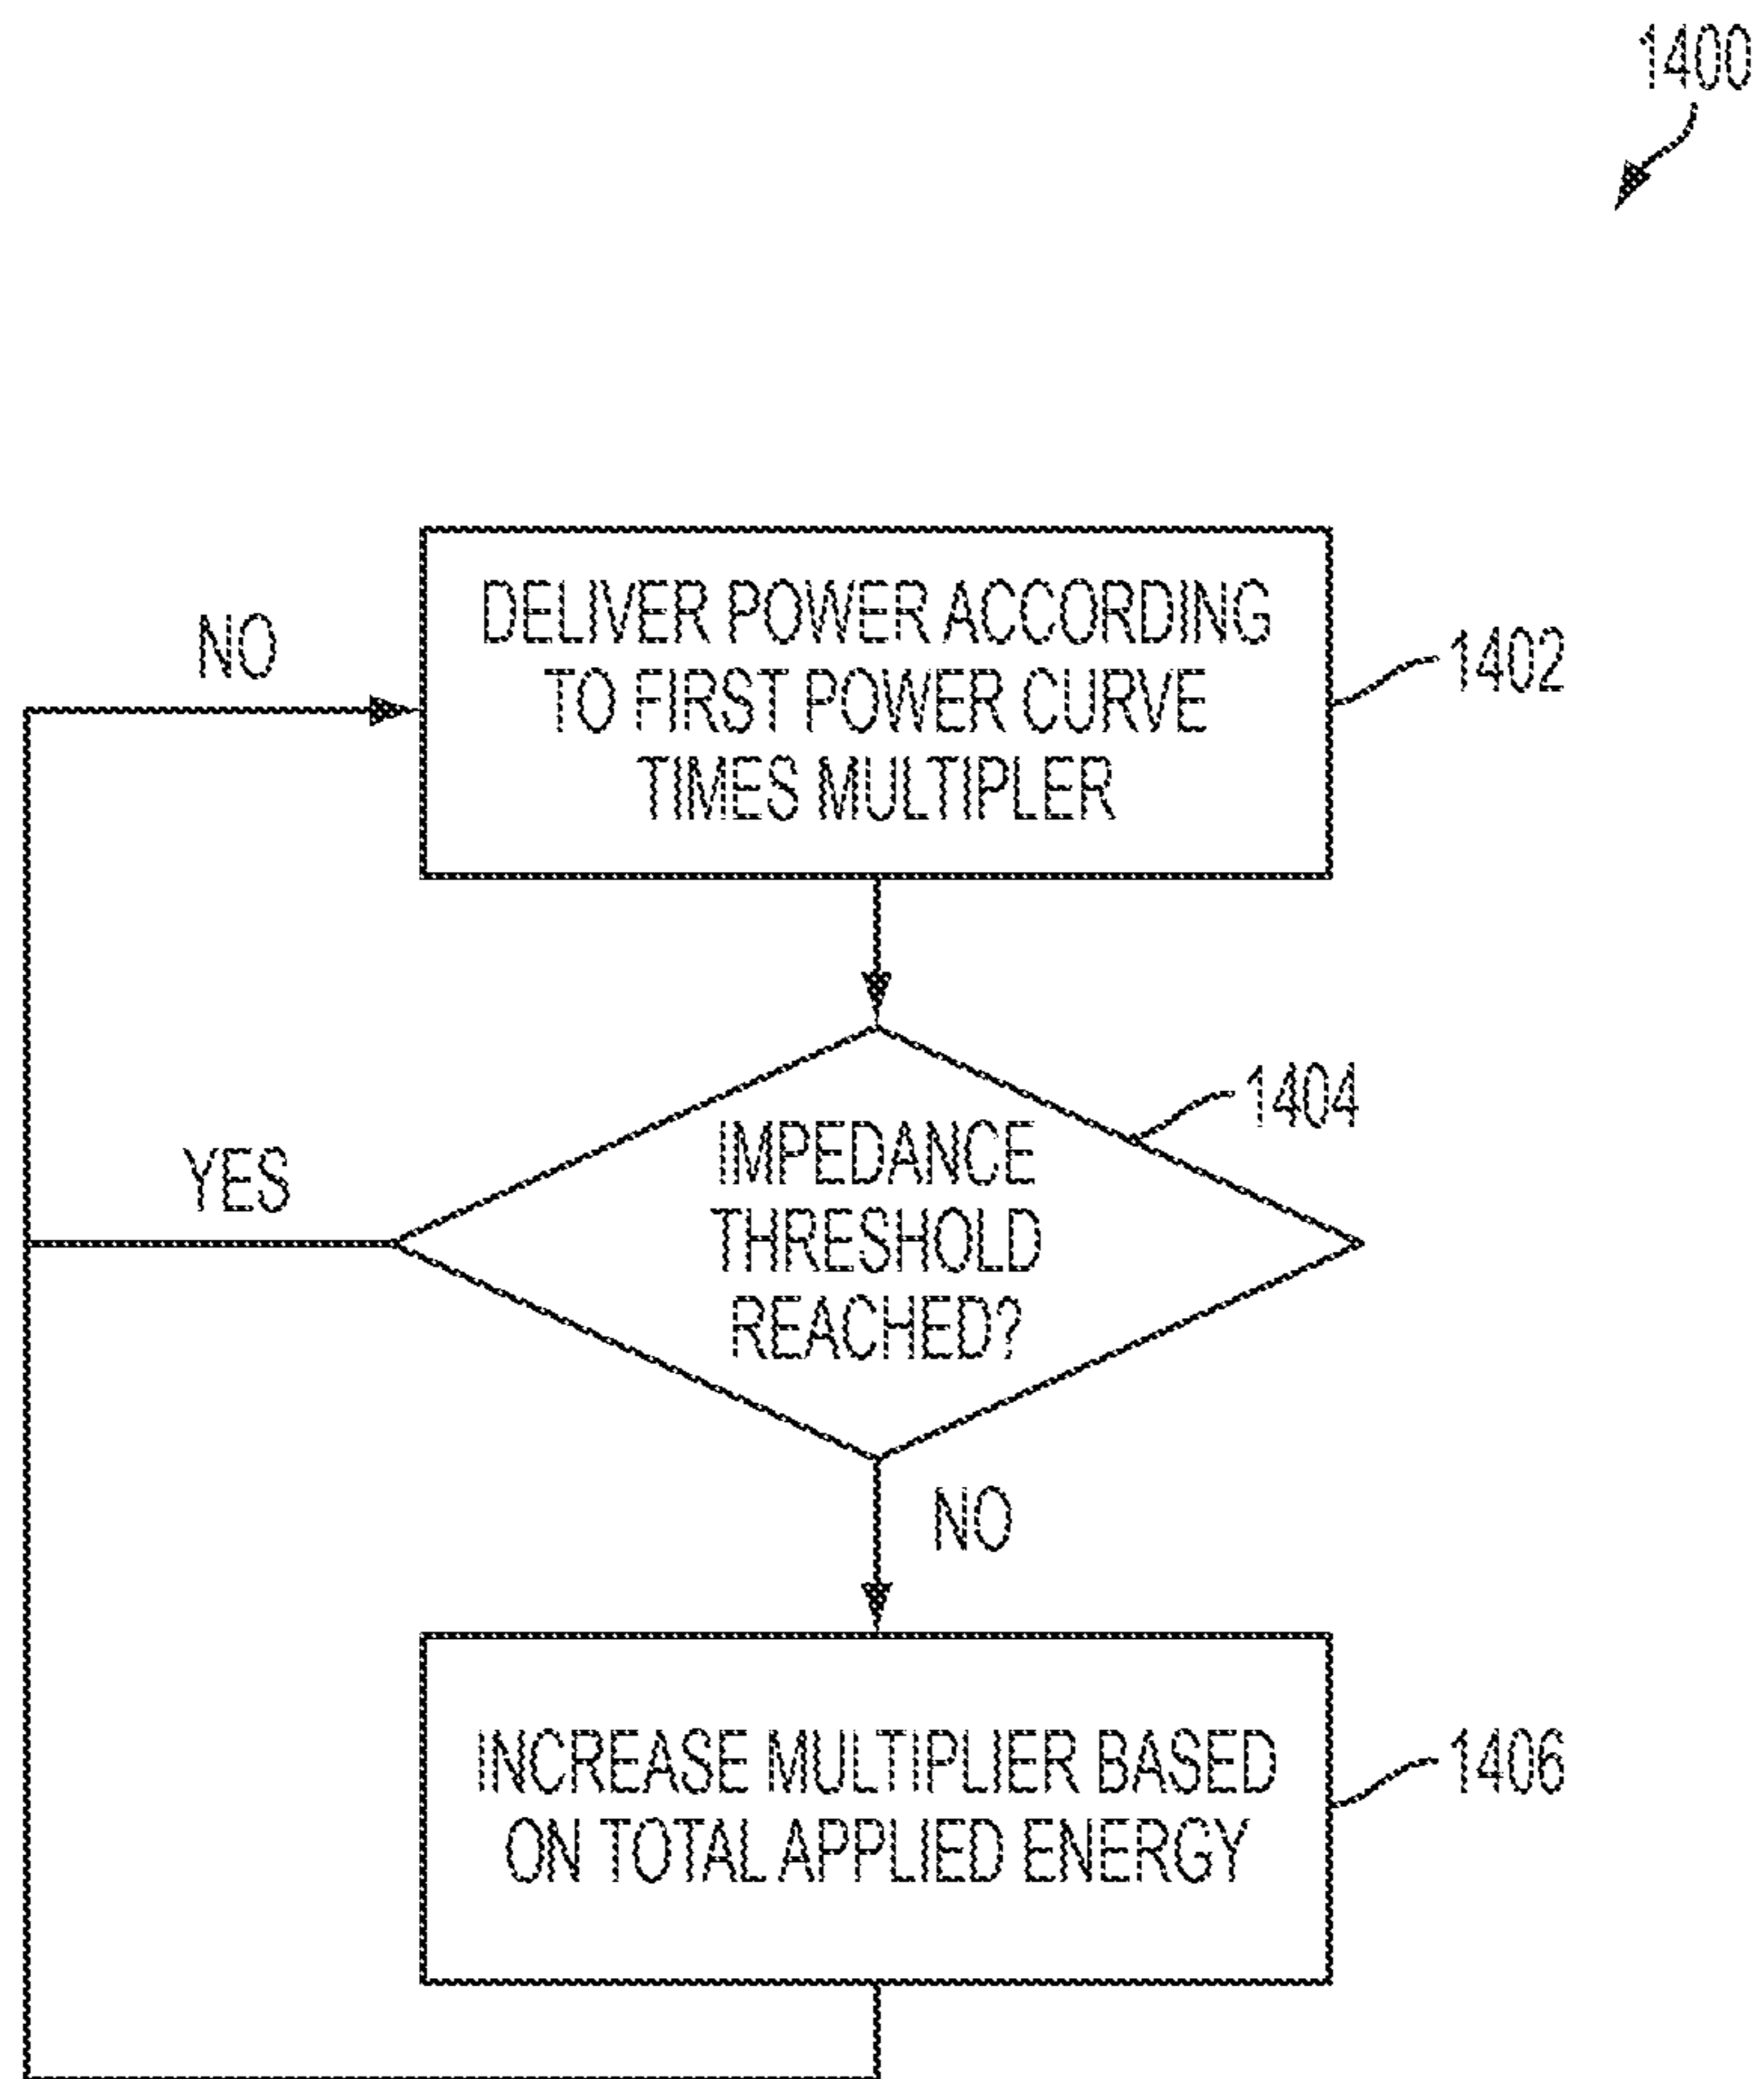 1400
NO
DELIVER POWER ACCORDING
TO FIRST POWER CURVE
TIMES MULTIPLER
1402
1404
YES
IMPEDANCE
THRESHOLD
REACHED?
NO
INCREASE MULTIPLIER BASED
ON TOTAL APPLIED ENERGY
1406